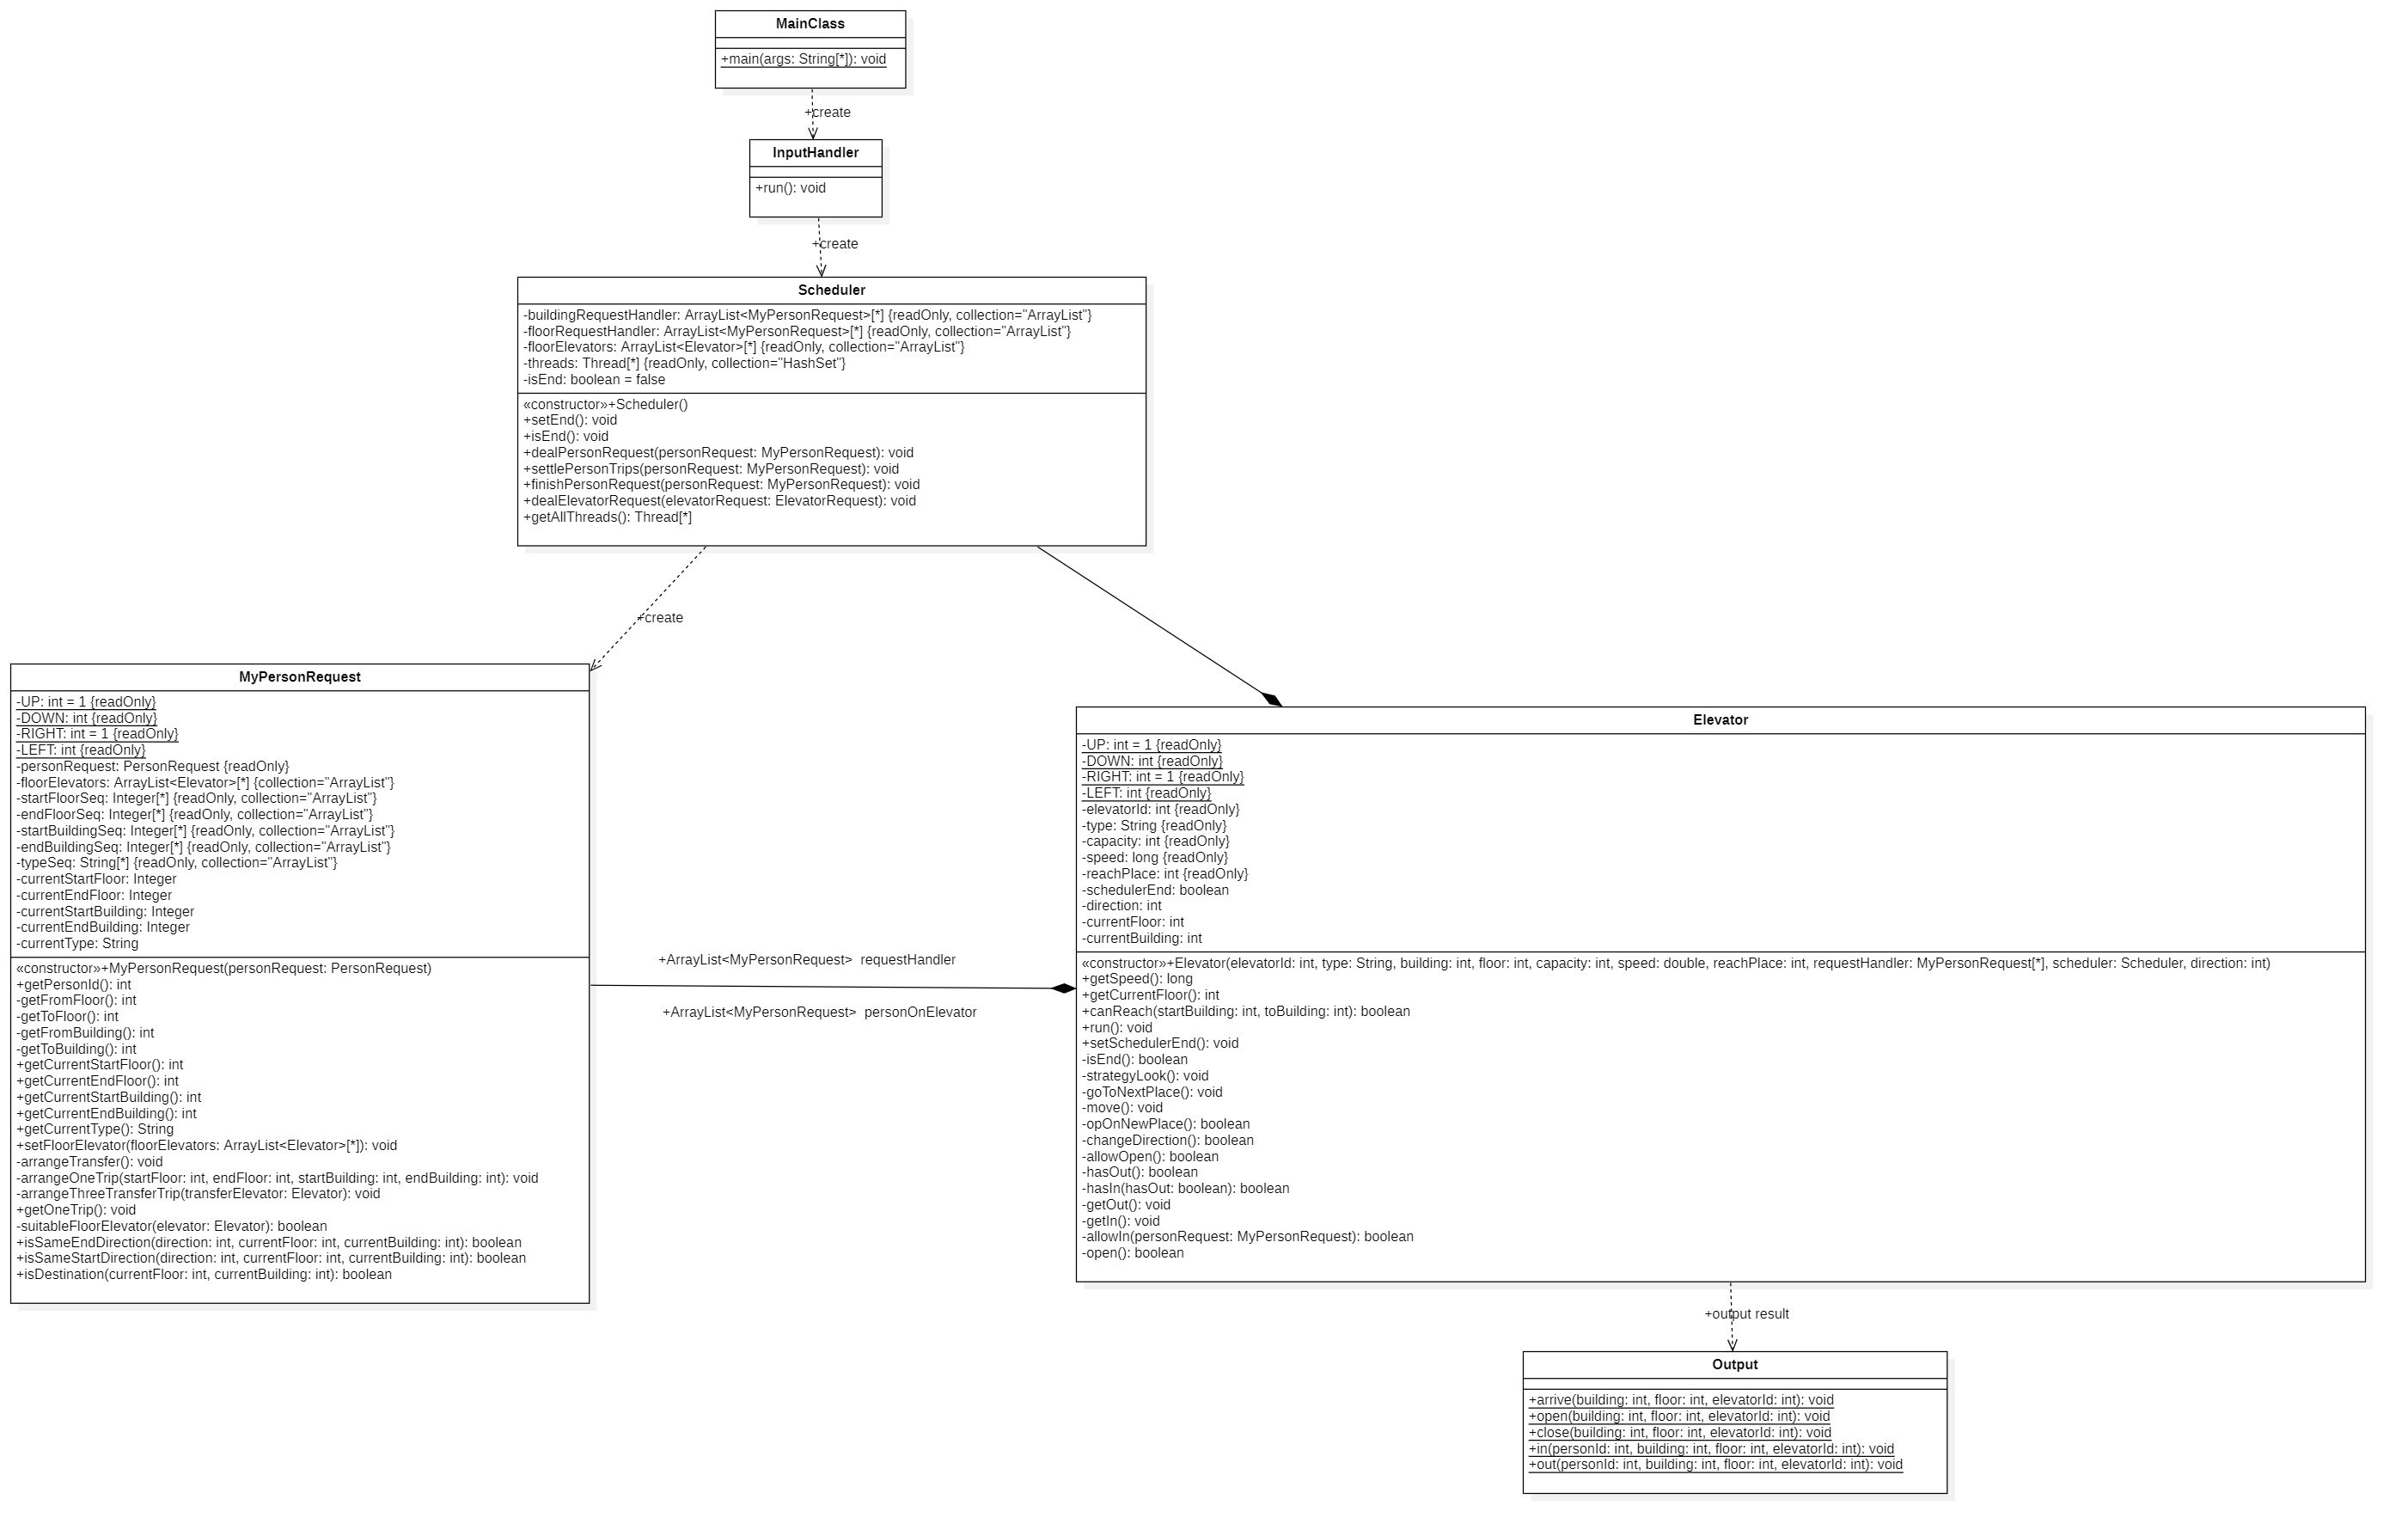 MainClass
+main(args: String[*]): void
+create
InputHandler
+run(): void
+create
Scheduler
-buildingRequestHandler: ArrayList<MyPersonRequest>[*] {readOnly, collection="ArrayList"}
-floorRequestHandler: ArrayList<MyPersonRequest>[*] {readOnly, collection="ArrayList"}
-floorElevators: ArrayList<Elevator>[*] {readOnly, collection="ArrayList"}
-threads: Thread[*] {readOnly, collection="HashSet"}
-isEnd: boolean = false
«constructor»+Scheduler()
+setEnd(): void
+isEnd(): void
+dealPersonRequest(personRequest: MyPersonRequest): void
+settlePersonTrips(personRequest: MyPersonRequest): void
+finishPersonRequest(personRequest: MyPersonRequest): void
+dealElevatorRequest(elevatorRequest: ElevatorRequest): void
+getAllThreads(): Thread[*]
+create
MyPersonRequest
-UP: int = 1 {readOnly}
-DOWN: int {readOnly}
-RIGHT: int = 1 {readOnly}
-LEFT: int {readOnly}
-personRequest: PersonRequest {readOnly}
-floorElevators: ArrayList<Elevator>[*] {collection="ArrayList"}
-startFloorSeq: Integer[*] {readOnly, collection="ArrayList"}
-endFloorSeq: Integer[*] {readOnly, collection="ArrayList"}
-startBuildingSeq: Integer[*] {readOnly, collection="ArrayList"}
-endBuildingSeq: Integer[*] {readOnly, collection="ArrayList"}
-typeSeq: String[*] {readOnly, collection="ArrayList"}
-currentStartFloor: Integer
-currentEndFloor: Integer
-currentStartBuilding: Integer
-currentEndBuilding: Integer
-currentType: String
«constructor»+MyPersonRequest(personRequest: PersonRequest)
+getPersonId(): int
-getFromFloor(): int
-getToFloor(): int
-getFromBuilding(): int
-getToBuilding(): int
+getCurrentStartFloor(): int
+getCurrentEndFloor(): int
+getCurrentStartBuilding(): int
+getCurrentEndBuilding(): int
+getCurrentType(): String
+setFloorElevator(floorElevators: ArrayList<Elevator>[*]): void
-arrangeTransfer(): void
-arrangeOneTrip(startFloor: int, endFloor: int, startBuilding: int, endBuilding: int): void
-arrangeThreeTransferTrip(transferElevator: Elevator): void
+getOneTrip(): void
-suitableFloorElevator(elevator: Elevator): boolean
+isSameEndDirection(direction: int, currentFloor: int, currentBuilding: int): boolean
+isSameStartDirection(direction: int, currentFloor: int, currentBuilding: int): boolean
+isDestination(currentFloor: int, currentBuilding: int): boolean
+ArrayList<MyPersonRequest> requestHandler
+ArrayList<MyPersonRequest> personOnElevator
Elevator
-UP: int = 1 {readOnly}
-DOWN: int {readOnly}
-RIGHT: int = 1 {readOnly}
-LEFT: int {readOnly}
-elevatorId: int {readOnly}
-type: String {readOnly}
-capacity: int {readOnly}
-speed: long {readOnly}
-reachPlace: int {readOnly}
-schedulerEnd: boolean
-direction: int
-currentFloor: int
-currentBuilding: int
«constructor»+Elevator(elevatorId: int, type: String, building: int, floor: int, capacity: int, speed: double, reachPlace: int, requestHandler: MyPersonRequest[*], scheduler: Scheduler, direction: int)
+getSpeed(): long
+getCurrentFloor(): int
+canReach(startBuilding: int, toBuilding: int): boolean
+run(): void
+setSchedulerEnd(): void
-isEnd(): boolean
-strategyLook(): void
-goToNextPlace(): void
-move(): void
-opOnNewPlace(): boolean
-changeDirection(): boolean
-allowOpen(): boolean
-hasOut(): boolean
-hasIn(hasOut: boolean): boolean
-getOut(): void
-getIn(): void
-allowIn(personRequest: MyPersonRequest): boolean
-open(): boolean
+output result
Output
+arrive(building: int, floor: int, elevatorId: int): void
+open(building: int, floor: int, elevatorId: int): void
+close(building: int, floor: int, elevatorId: int): void
+in(personId: int, building: int, floor: int, elevatorId: int): void
+out(personId: int, building: int, floor: int, elevatorId: int): void